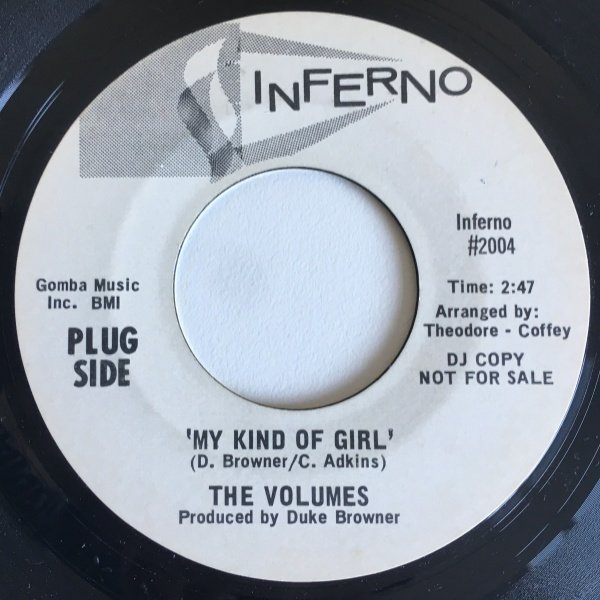 INFERNO
Inferno
#2004
Gomba Music
Inc. BMI
Time: 2:47
Arranged by:
Theodore - Coffey
PLUG
SIDE
DJ COPY
NOT FOR SALE
'MY KIND OF GIRL'
(D. Browner/C. Adkins)
THE VOLUMES
Produced by Duke Browner